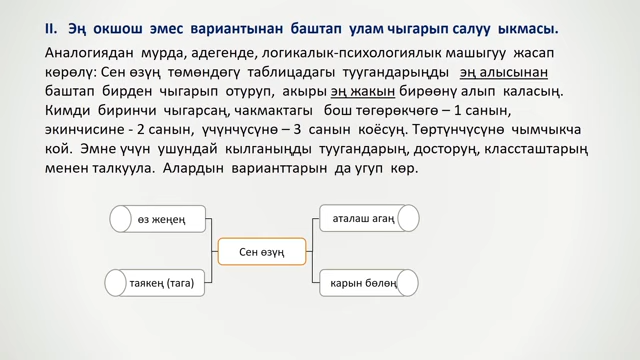 II. Эң окшош эмес вариантынан баштап улам чыгарып салуу ыкмасы.
Аналогиядан мурда, адегенде, логикалык-психологиялык машыгуу жасап
көрөлү: Сен өзүң төмөндөгү таблицадагы туугандарыңды эң алысынан
баштап бирден чыгарып отуруп, акыры эң жакын бирөөнү алып каласың.
Кимди биринчи чыгарсаң, чакмактагы бош төгөрөкчөгө – 1 санын,
экинчисине - 2 санын, үчүнчүсүнө – 3 санын коёсуң. Төртүнчүсүнө чымчыкча
кой. Эмне үчүн ушундай кылганыңды туугандарың, досторуң, классташтарың
менен талкуула. Алардын варианттарын да угуп көр.
өз жеңең
аталаш агаң
Сен өзүң
таякең (тага)
карын бөлөң